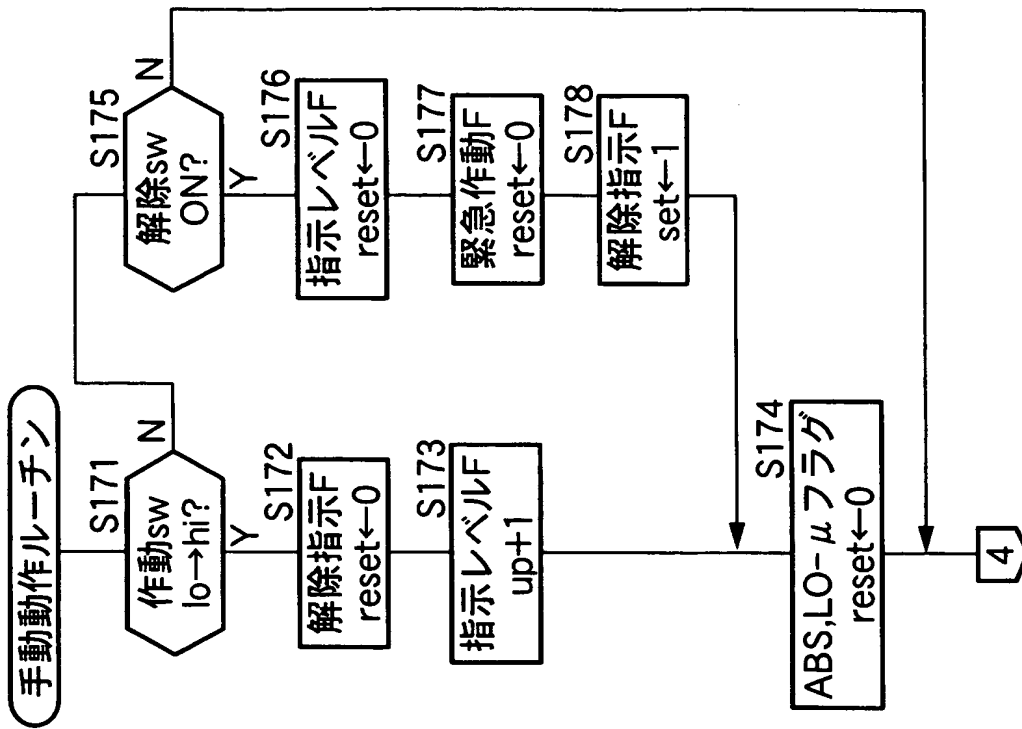 手動動作ルーチン
S171
作動sw
lo→hi?
N
Y
S172
解除指示F
reset←0
S173
指示レベルF
up+1
S175
解除sw
ON?
N
Y
S176
指示レベルF
reset←0
S177
緊急作動F
reset←0
S178
解除指示F
set←1
S174
ABS,LO-μフラグ
reset←0
4